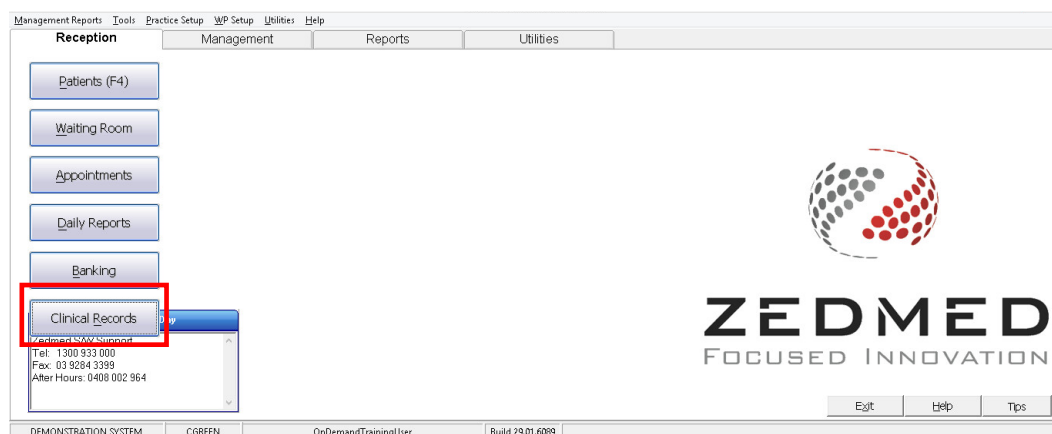 Management Reports Tools Practice Setup WP Setup Utilities Help
Reception Management Reports Utilities
Patients (F4)
Waiting Room
Appointments
Daily Reports
Banking
Clinical Records
Zedmed SAV Support
Tel: 1300 933 000
Fax: 03 9284 3399
After Hours: 0408 002 964
ZEDMED
FOCUSED INNOVATION
Exit Help Tips
DEMONSTRATION SYSTEM CGREEN OnDemandTrainingUser Build 29.01.6089